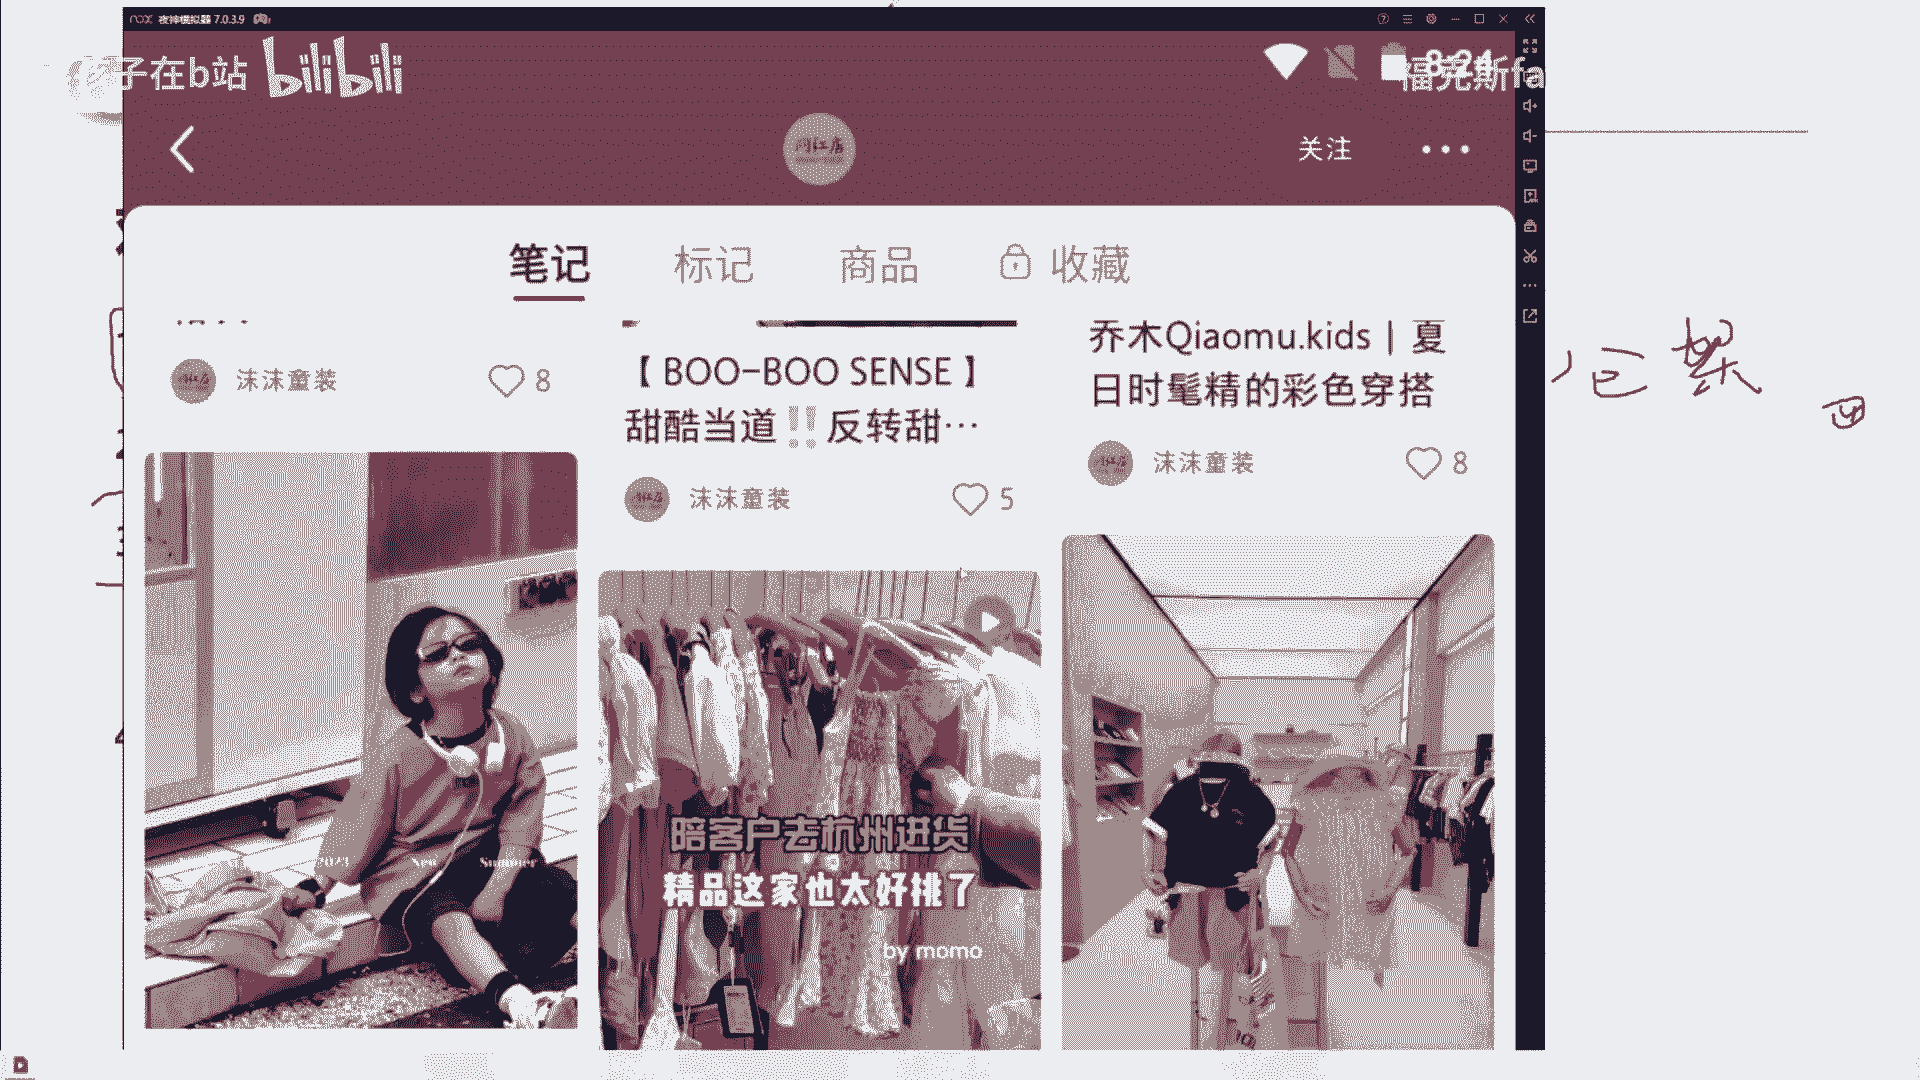 夜神模拟器 7.0.3.9
子在b站 bilibili
8:24
福克斯fa
关注
笔记 标记 商品 收藏
沫沫童装 8
【 BOO-BOO SENSE 】
甜酷当道‼️反转甜…
沫沫童装 5
乔木Qiaomu.kids | 夏
日时髦精的彩色穿搭
沫沫童装 8
2023 New Summer
陪客户去杭州进货
精品这家也太好挑了
by momo